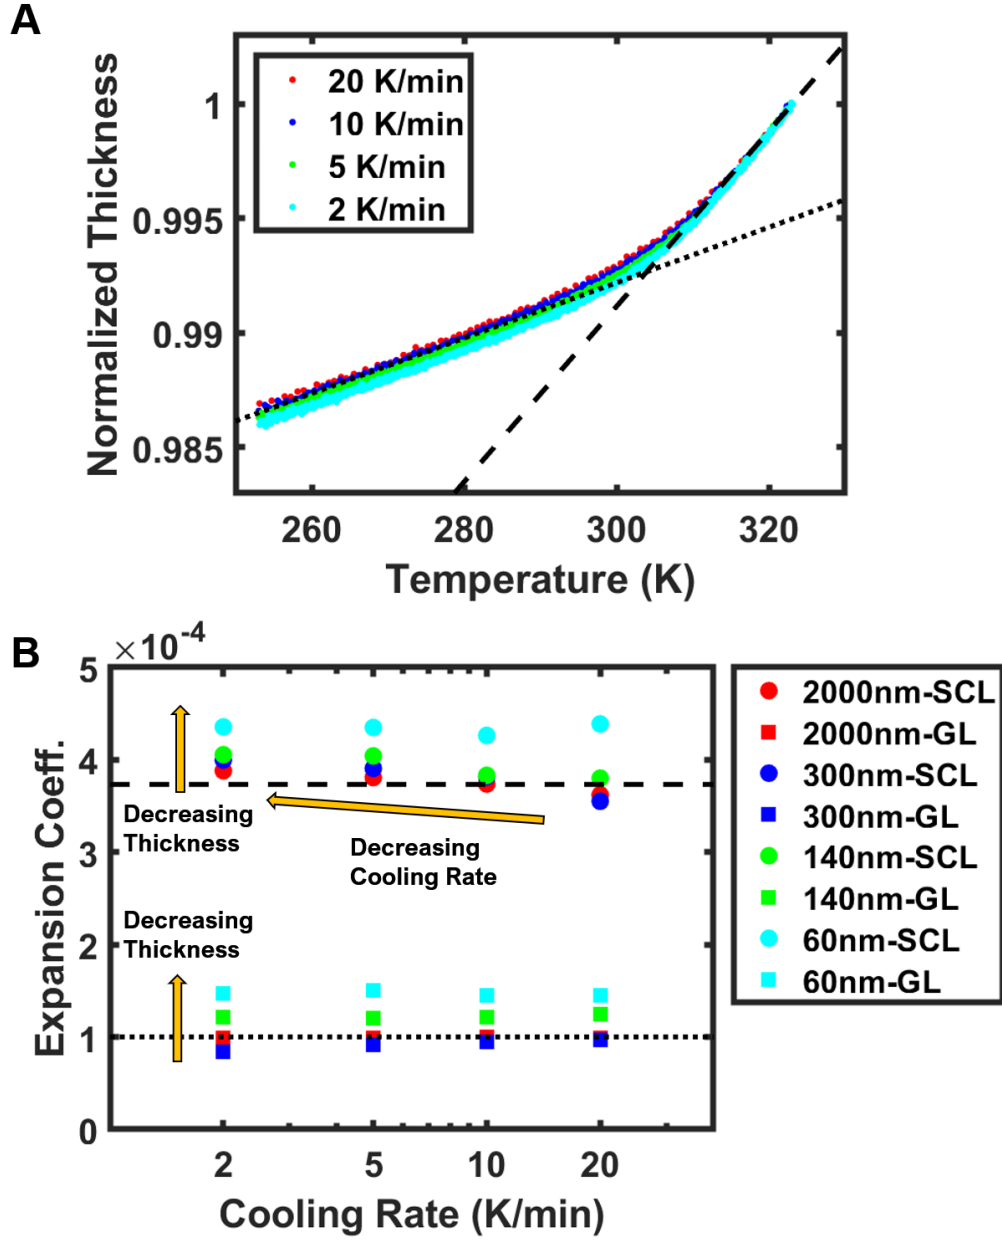 A
Normalized Thickness
1
0.995
0.99
0.985
20 K/min
10 K/min
5 K/min
2 K/min
260
280
300
320
Temperature (K)
B
×10⁻⁴
Expansion Coeff.
5
4
3
2
1
0
Decreasing
Thickness
Decreasing
Cooling Rate
Decreasing
Thickness
2
5
10
20
Cooling Rate (K/min)
2000nm-SCL
2000nm-GL
300nm-SCL
300nm-GL
140nm-SCL
140nm-GL
60nm-SCL
60nm-GL